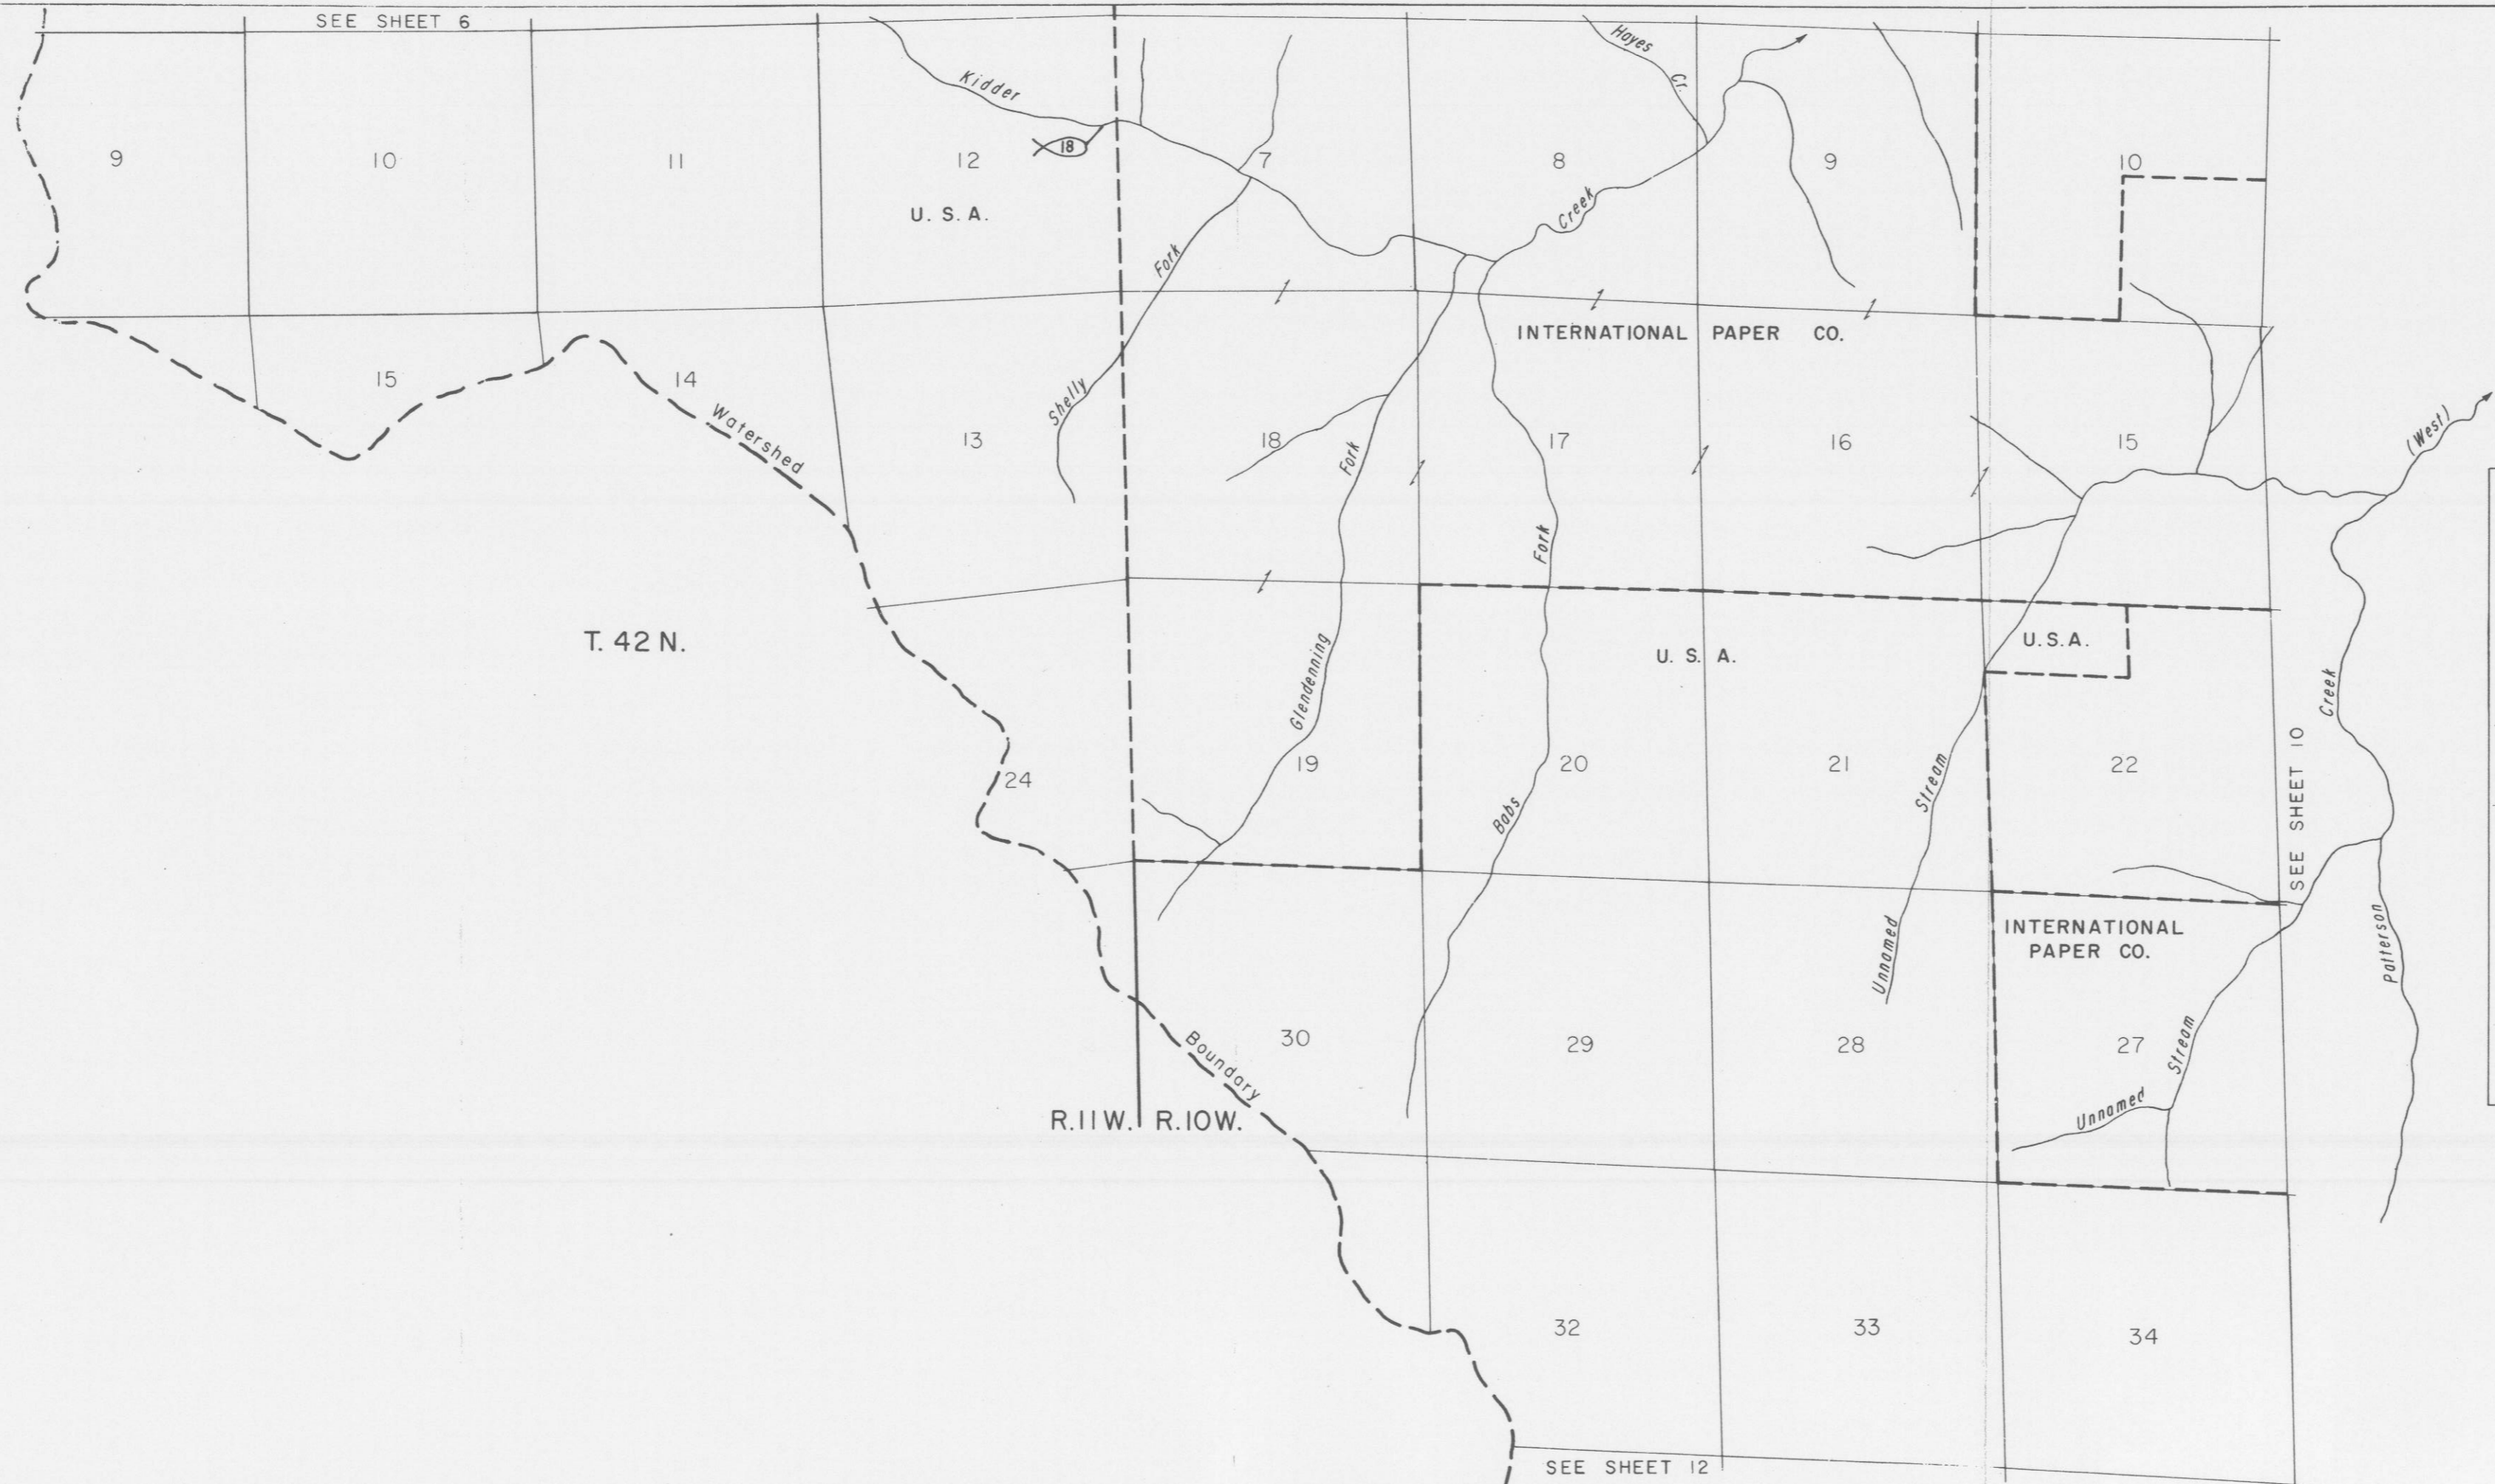 SEE SHEET 6
Kidder
Hayes
Cr.
18
9
10
11
12
7
8
9
10
U. S. A.
Creek
Fork
INTERNATIONAL PAPER CO.
15
14
Watershed
Shelly
13
18
Fork
17
16
15
(West)
Fork
T. 42 N.
Glendenning
U. S. A.
U.S.A.
Creek
24
19
20
21
22
Babs
Stream
SEE SHEET 10
Unnamed
INTERNATIONAL
PAPER CO.
Patterson
Boundary
30
29
28
27
Stream
Unnamed
R.11W. R.10W.
32
33
34
SEE SHEET 12